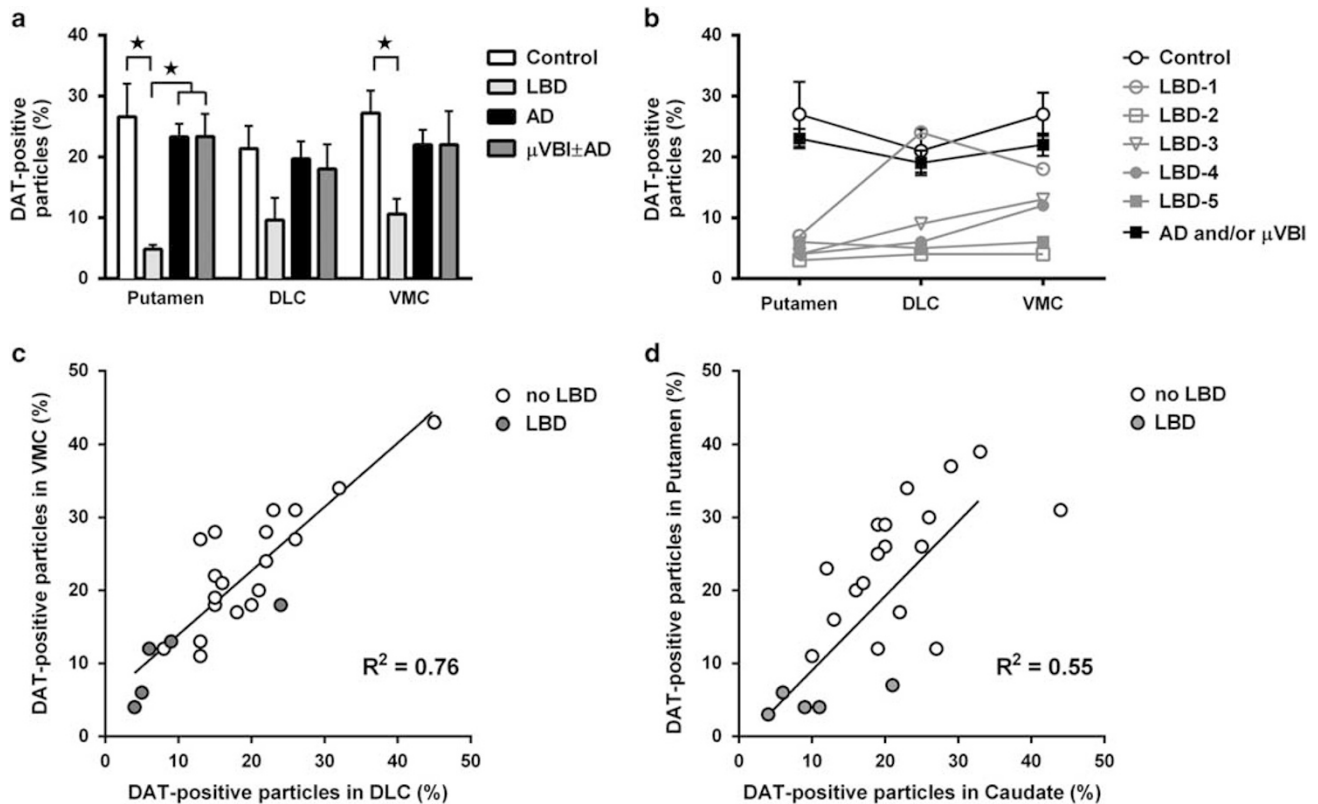 a
DAT-positive
particles (%)
40
30
20
10
0
★
★
★
Putamen
DLC
VMC
Control
LBD
AD
μVBI±AD
b
DAT-positive
particles (%)
40
30
20
10
0
Putamen
DLC
VMC
Control
LBD-1
LBD-2
LBD-3
LBD-4
LBD-5
AD and/or μVBI
c
DAT-positive particles in VMC (%)
50
40
30
20
10
0
0
10
20
30
40
50
DAT-positive particles in DLC (%)
no LBD
LBD
R² = 0.76
d
DAT-positive particles in Putamen (%)
50
40
30
20
10
0
0
10
20
30
40
50
DAT-positive particles in Caudate (%)
no LBD
LBD
R² = 0.55